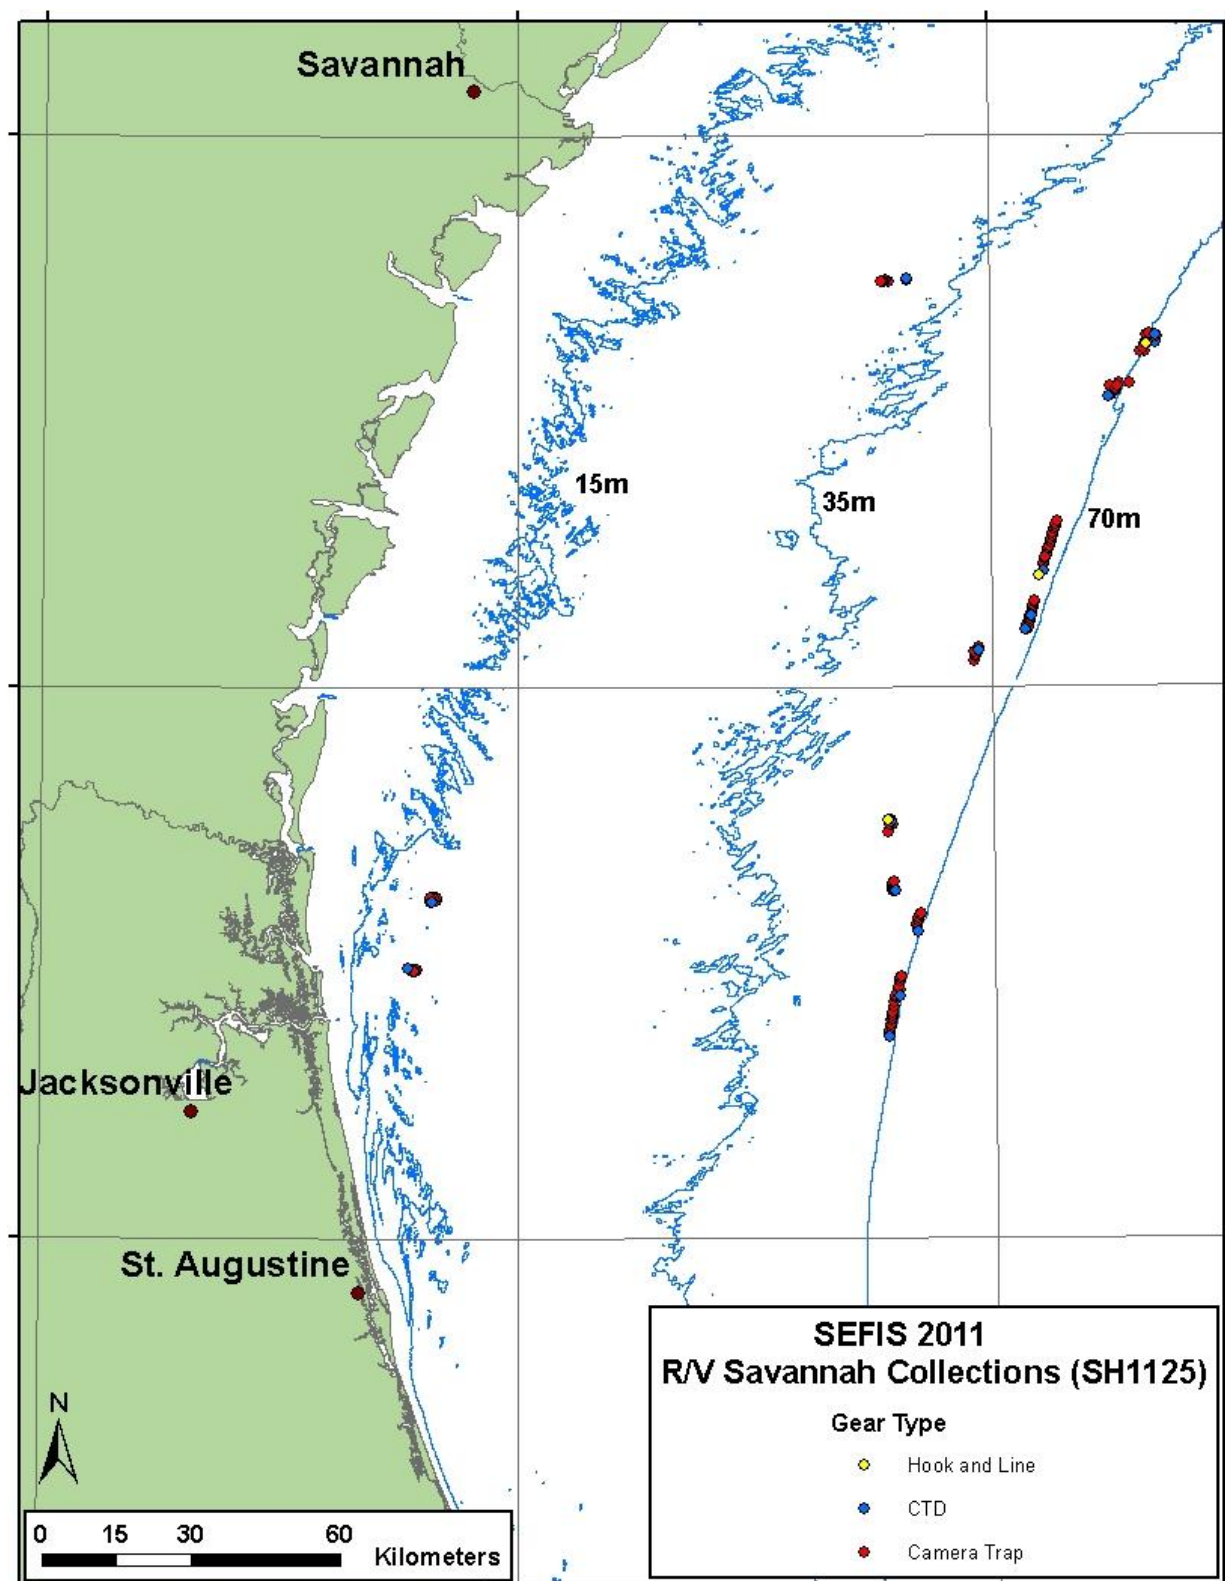 Savannah
15m
35m
70m
Jacksonville
St. Augustine
N
0 15 30 60
Kilometers
SEFIS 2011
R/V Savannah Collections (SH1125)
Gear Type
Hook and Line
CTD
Camera Trap